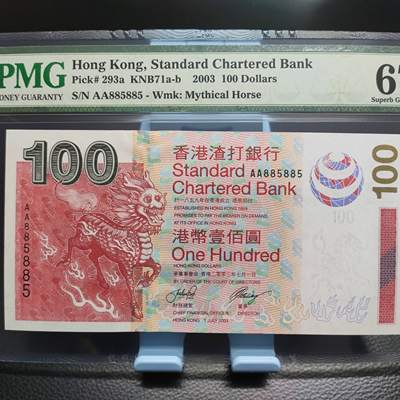 PMG
MONEY GUARANTY
Hong Kong, Standard Chartered Bank
Pick# 293a KNB71a-b 2003 100 Dollars
S/N AA885885 - Wmk: Mythical Horse
6
Superb G
100
香港渣打銀行
Standard
Chartered Bank
AA885885
ESTABLISHED IN HONG KONG 1859
PROMISES TO PAY THE BEARER ON DEMAND
AT ITS OFFICE IN HONG KONG
港幣壹佰圓
One Hundred
HONG KONG DOLLARS
BY ORDER OF THE COURT OF DIRECTORS
CHIEF FINANCIAL OFFICER
DIRECTOR
HONG KONG 1 JULY 2003
AA885885
100
100